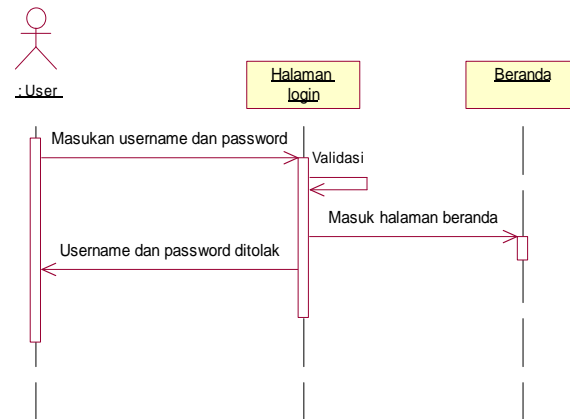 : User
Halaman
login
Beranda
Masukan username dan password
Validasi
Masuk halaman beranda
Username dan password ditolak